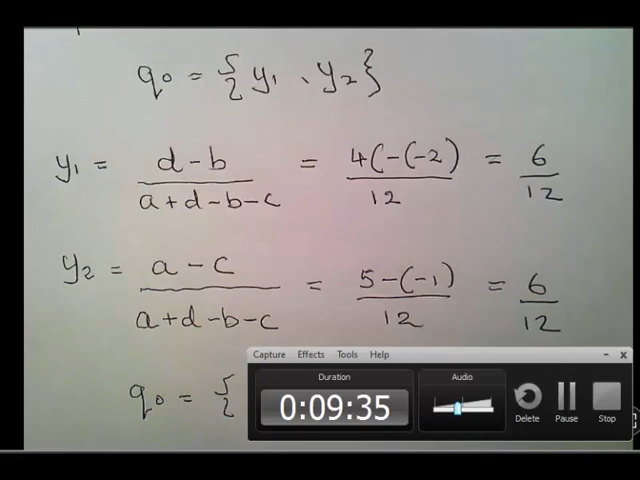 q₀ = { y₁ , y₂ }
y₁ = d - b / a + d - b - c = 4(-(-2) / 12 = 6 / 12
y₂ = a - c / a + d - b - c = 5 - (-1) / 12 = 6 / 12
Capture Effects Tools Help
Duration Audio
0:09:35
Delete Pause Stop
q₀ = {